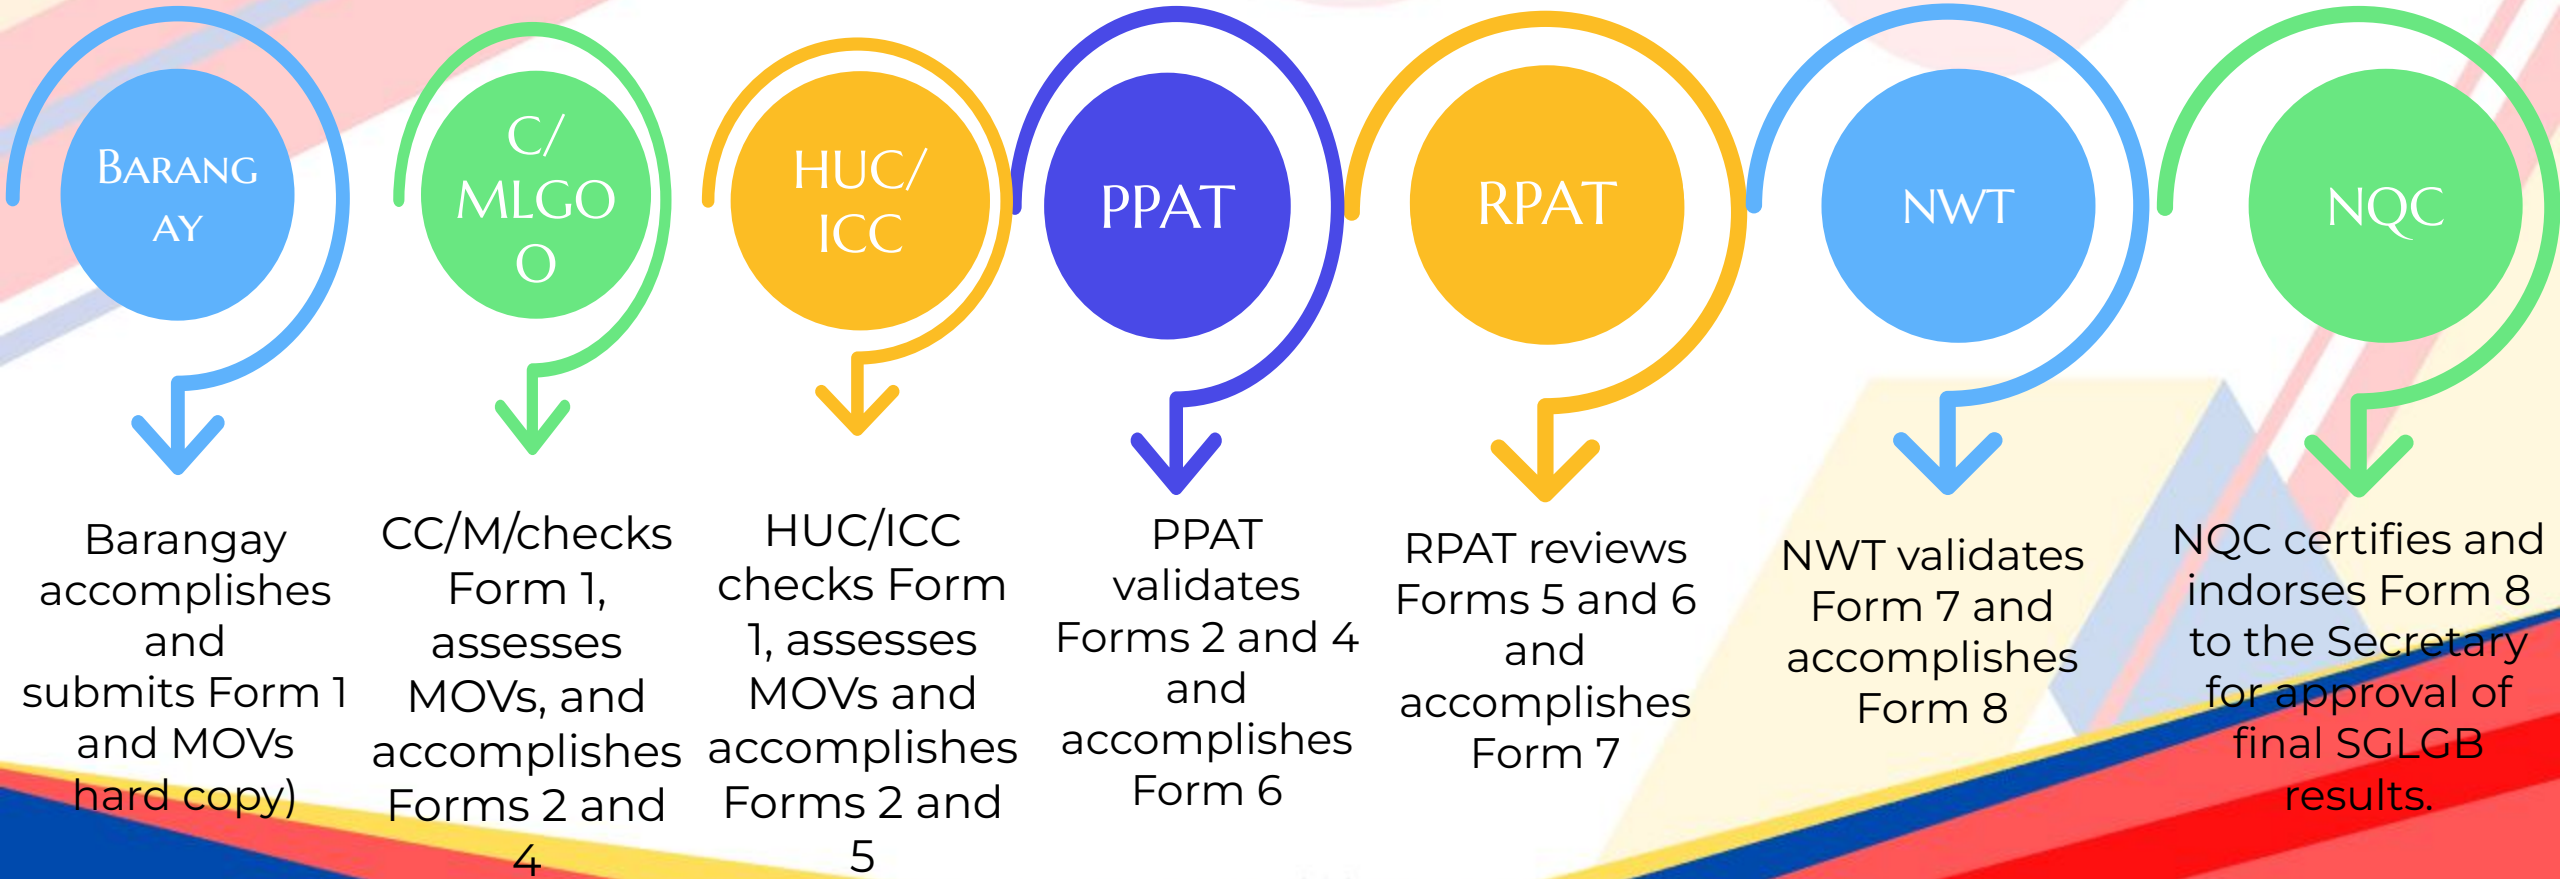 BARANG
AY
C/
MLGO
O
HUC/
ICC
PPAT
RPAT
NWT
NQC
Barangay
accomplishes
and
submits Form 1
and MOVs
hard copy)
CC/M/checks
Form 1,
assesses
MOVs, and
accomplishes
Forms 2 and
4
HUC/ICC
checks Form
1, assesses
MOVs and
accomplishes
Forms 2 and
5
PPAT
validates
Forms 2 and 4
and
accomplishes
Form 6
RPAT reviews
Forms 5 and 6
and
accomplishes
Form 7
NWT validates
Form 7 and
accomplishes
Form 8
NQC certifies and
indorses Form 8
to the Secretary
for approval of
final SGLGB
results.